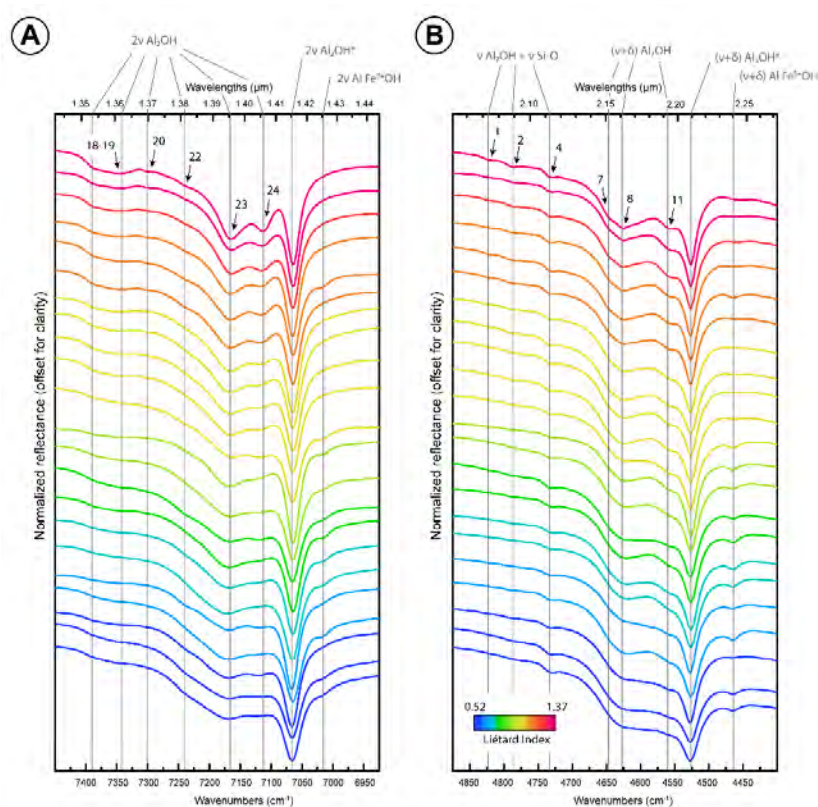 A
2ν Al₂OH
2ν Al₂OH*
2ν Al Fe³⁺OH
Wavelengths (µm)
1.35 1.36 1.37 1.38 1.39 1.40 1.41 1.42 1.43 1.44
18-19
20
22
23
24
Normalized reflectance (offset for clarity)
7400 7350 7300 7250 7200 7150 7100 7050 7000 6950
Wavenumbers (cm⁻¹)
B
ν Al₂OH + ν Si-O
(ν+δ) Al₂OH
(ν+δ) Al₂OH*
(ν+δ) Al Fe³⁺OH
Wavelengths (µm)
2.10 2.15 2.20 2.25
1
2
4
7
8
11
Normalized reflectance (offset for clarity)
0.52 1.37
Liétard Index
4850 4800 4750 4700 4650 4600 4550 4500 4450
Wavenumbers (cm⁻¹)